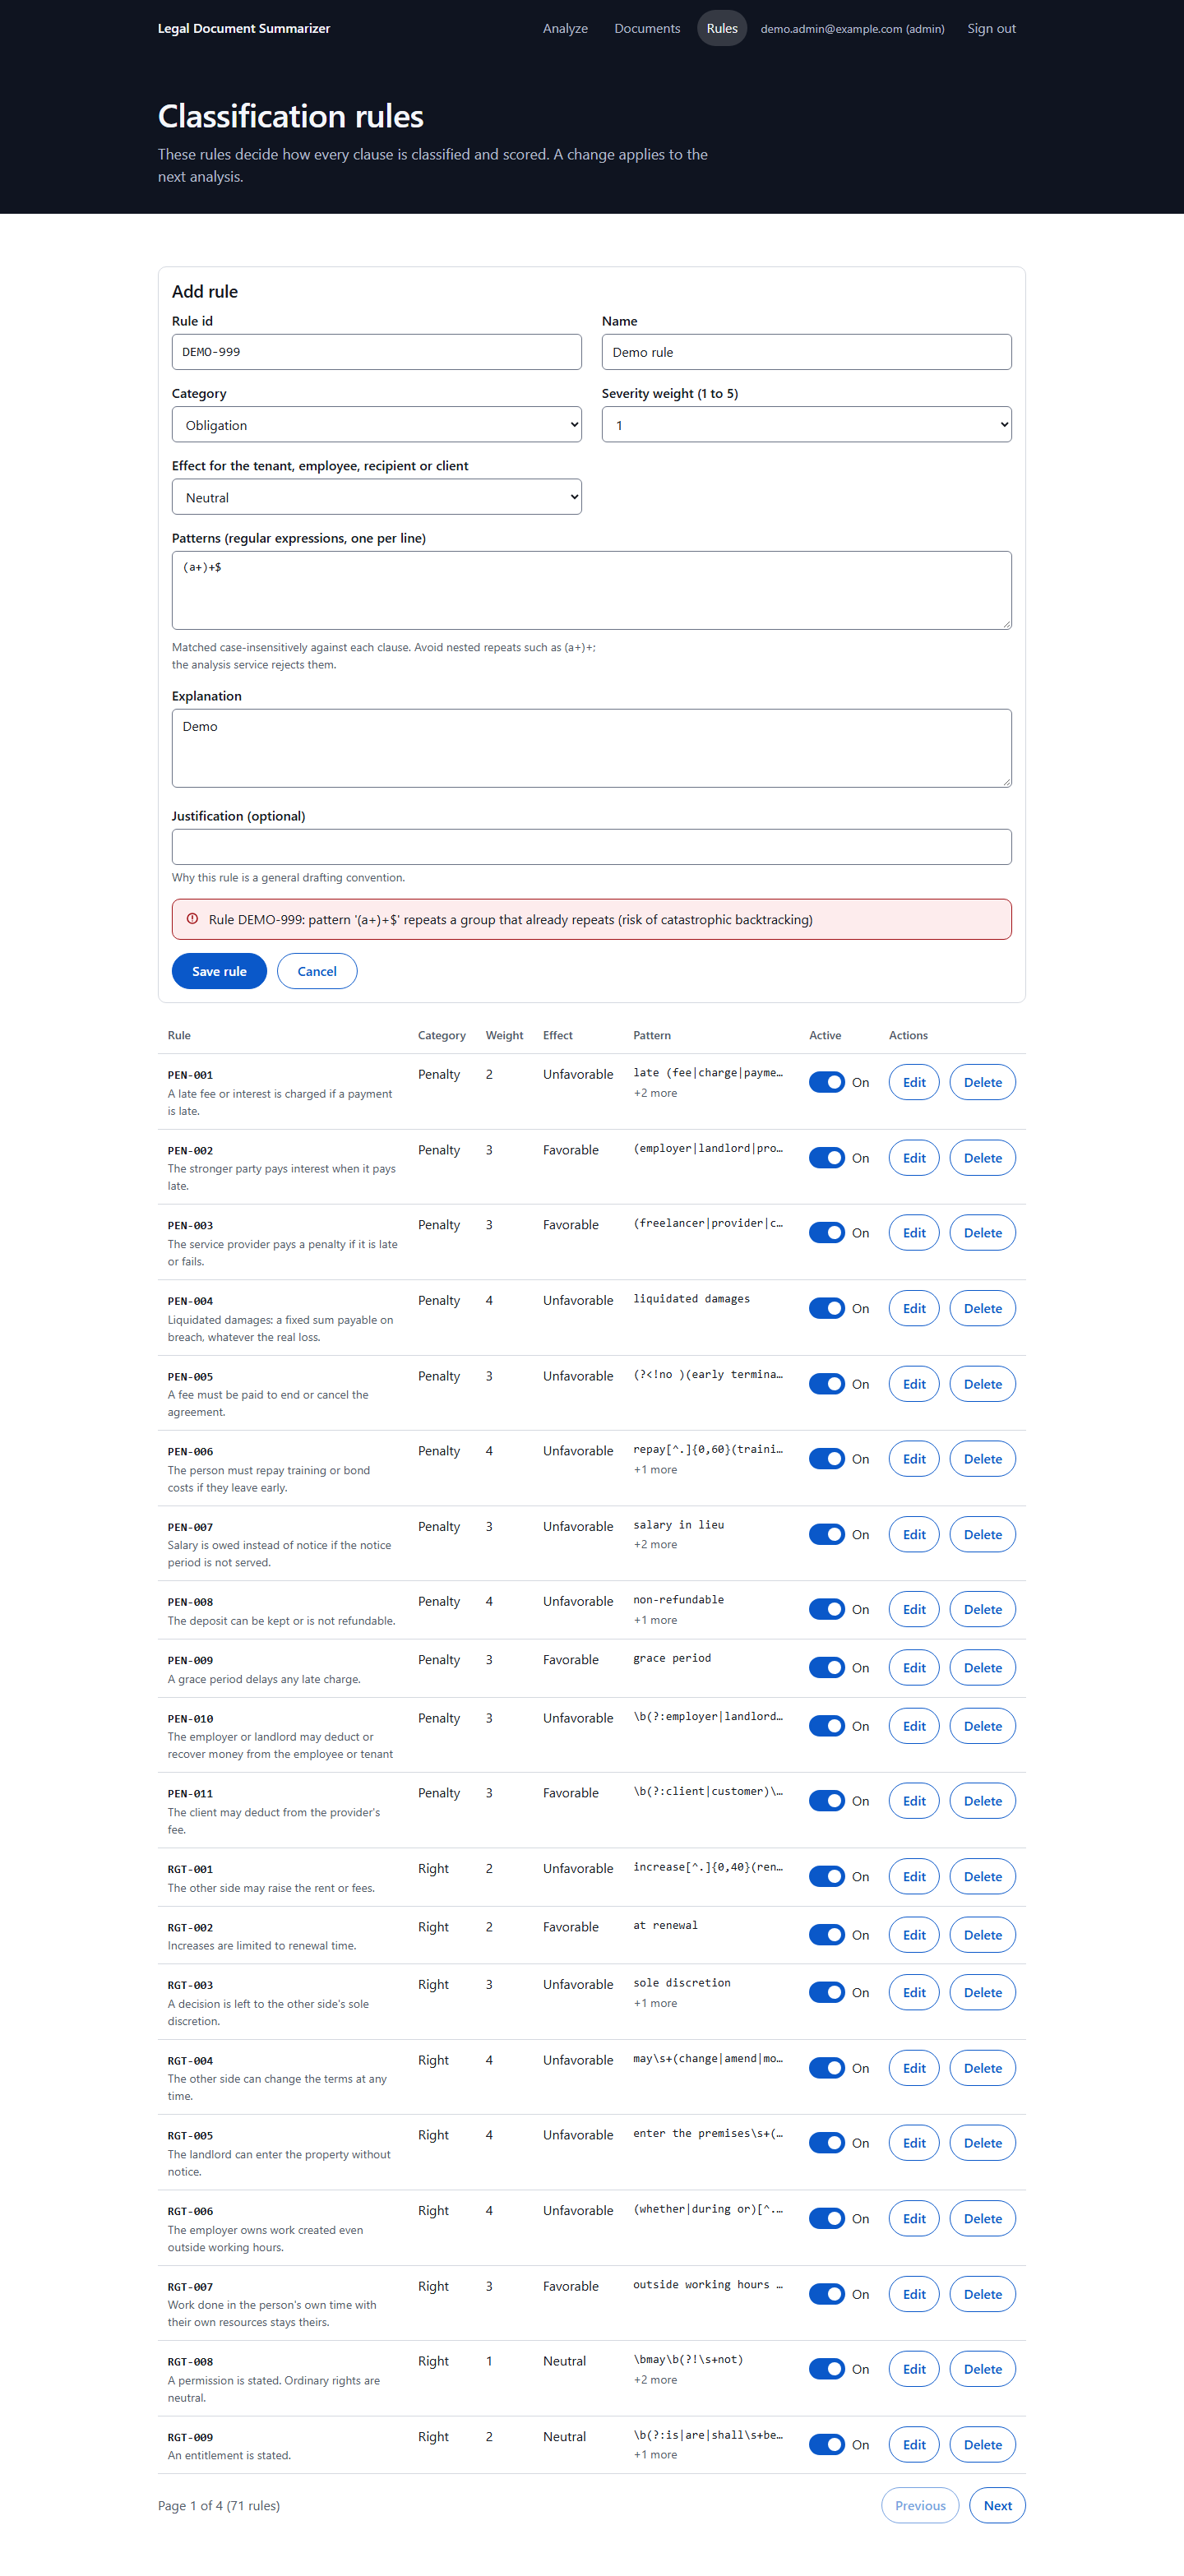 Legal Document Summarizer
Analyze
Documents
Rules
demo.admin@example.com (admin)
Sign out
Classification rules
These rules decide how every clause is classified and scored. A change applies to the
next analysis.
Add rule
Rule id
Name
DEMO-999
Demo rule
Category
Severity weight (1 to 5)
Obligation
1
Effect for the tenant, employee, recipient or client
Neutral
Patterns (regular expressions, one per line)
(a+)+$
Matched case-insensitively against each clause. Avoid nested repeats such as (a+)+;
the analysis service rejects them.
Explanation
Demo
Justification (optional)
Why this rule is a general drafting convention.
Rule DEMO-999: pattern '(a+)+$' repeats a group that already repeats (risk of catastrophic backtracking)
Save rule
Cancel
Rule Category Weight Effect Pattern Active Actions
PEN-001 Penalty 2 Unfavorable late (fee|charge|payme… On Edit Delete
A late fee or interest is charged if a payment
is late.
+2 more
PEN-002 Penalty 3 Favorable (employer|landlord|pro… On Edit Delete
The stronger party pays interest when it pays
late.
PEN-003 Penalty 3 Favorable (freelancer|provider|c… On Edit Delete
The service provider pays a penalty if it is late
or fails.
PEN-004 Penalty 4 Unfavorable liquidated damages On Edit Delete
Liquidated damages: a fixed sum payable on
breach, whatever the real loss.
PEN-005 Penalty 3 Unfavorable (?<!no )(early termina… On Edit Delete
A fee must be paid to end or cancel the
agreement.
PEN-006 Penalty 4 Unfavorable repay[^.]{0,60}(traini… On Edit Delete
The person must repay training or bond
costs if they leave early.
+1 more
PEN-007 Penalty 3 Unfavorable salary in lieu On Edit Delete
Salary is owed instead of notice if the notice
period is not served.
+2 more
PEN-008 Penalty 4 Unfavorable non-refundable On Edit Delete
The deposit can be kept or is not refundable.
+1 more
PEN-009 Penalty 3 Favorable grace period On Edit Delete
A grace period delays any late charge.
PEN-010 Penalty 3 Unfavorable \b(?:employer|landlord… On Edit Delete
The employer or landlord may deduct or
recover money from the employee or tenant
PEN-011 Penalty 3 Favorable \b(?:client|customer)\… On Edit Delete
The client may deduct from the provider's
fee.
RGT-001 Right 2 Unfavorable increase[^.]{0,40}(ren… On Edit Delete
The other side may raise the rent or fees.
RGT-002 Right 2 Favorable at renewal On Edit Delete
Increases are limited to renewal time.
RGT-003 Right 3 Unfavorable sole discretion On Edit Delete
A decision is left to the other side's sole
discretion.
+1 more
RGT-004 Right 4 Unfavorable may\s+(change|amend|mo… On Edit Delete
The other side can change the terms at any
time.
RGT-005 Right 4 Unfavorable enter the premises\s+(… On Edit Delete
The landlord can enter the property without
notice.
RGT-006 Right 4 Unfavorable (whether|during or)[^.… On Edit Delete
The employer owns work created even
outside working hours.
RGT-007 Right 3 Favorable outside working hours … On Edit Delete
Work done in the person's own time with
their own resources stays theirs.
RGT-008 Right 1 Neutral \bmay\b(?!\s+not) On Edit Delete
A permission is stated. Ordinary rights are
neutral.
+2 more
RGT-009 Right 2 Neutral \b(?:is|are|shall\s+be… On Edit Delete
An entitlement is stated.
+1 more
Page 1 of 4 (71 rules)
Previous
Next